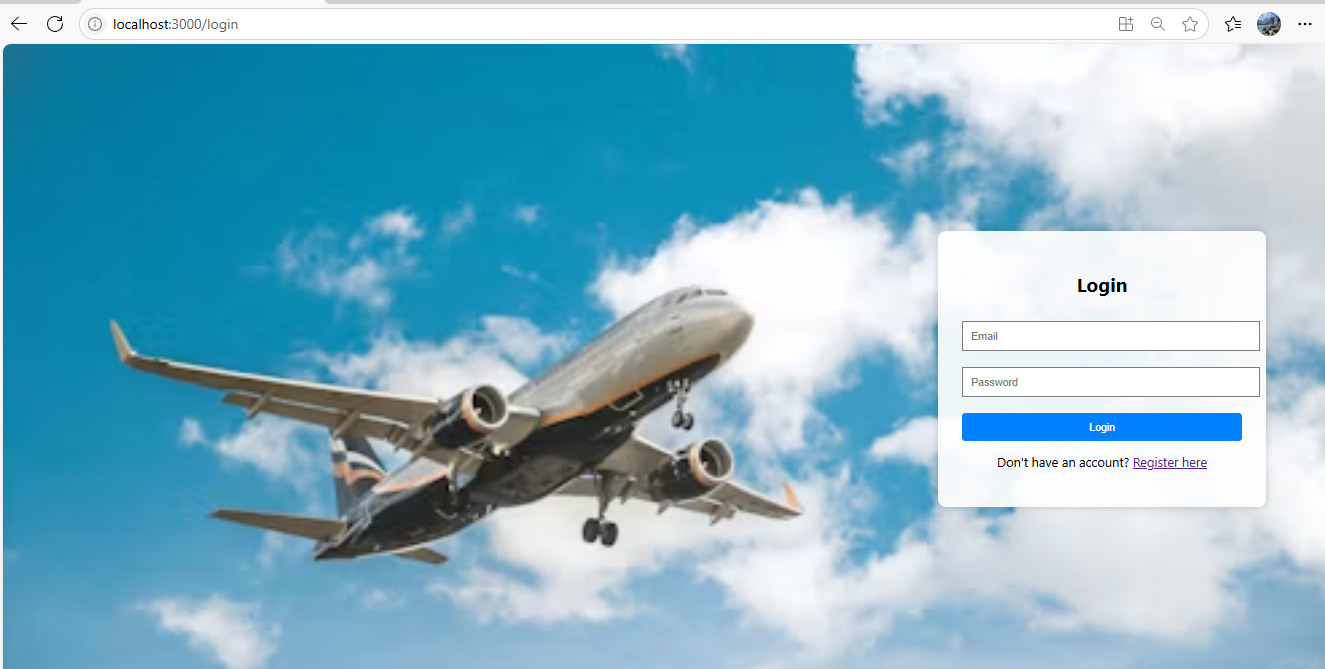 localhost:3000/login
Login
Email
Password
Login
Don't have an account? Register here